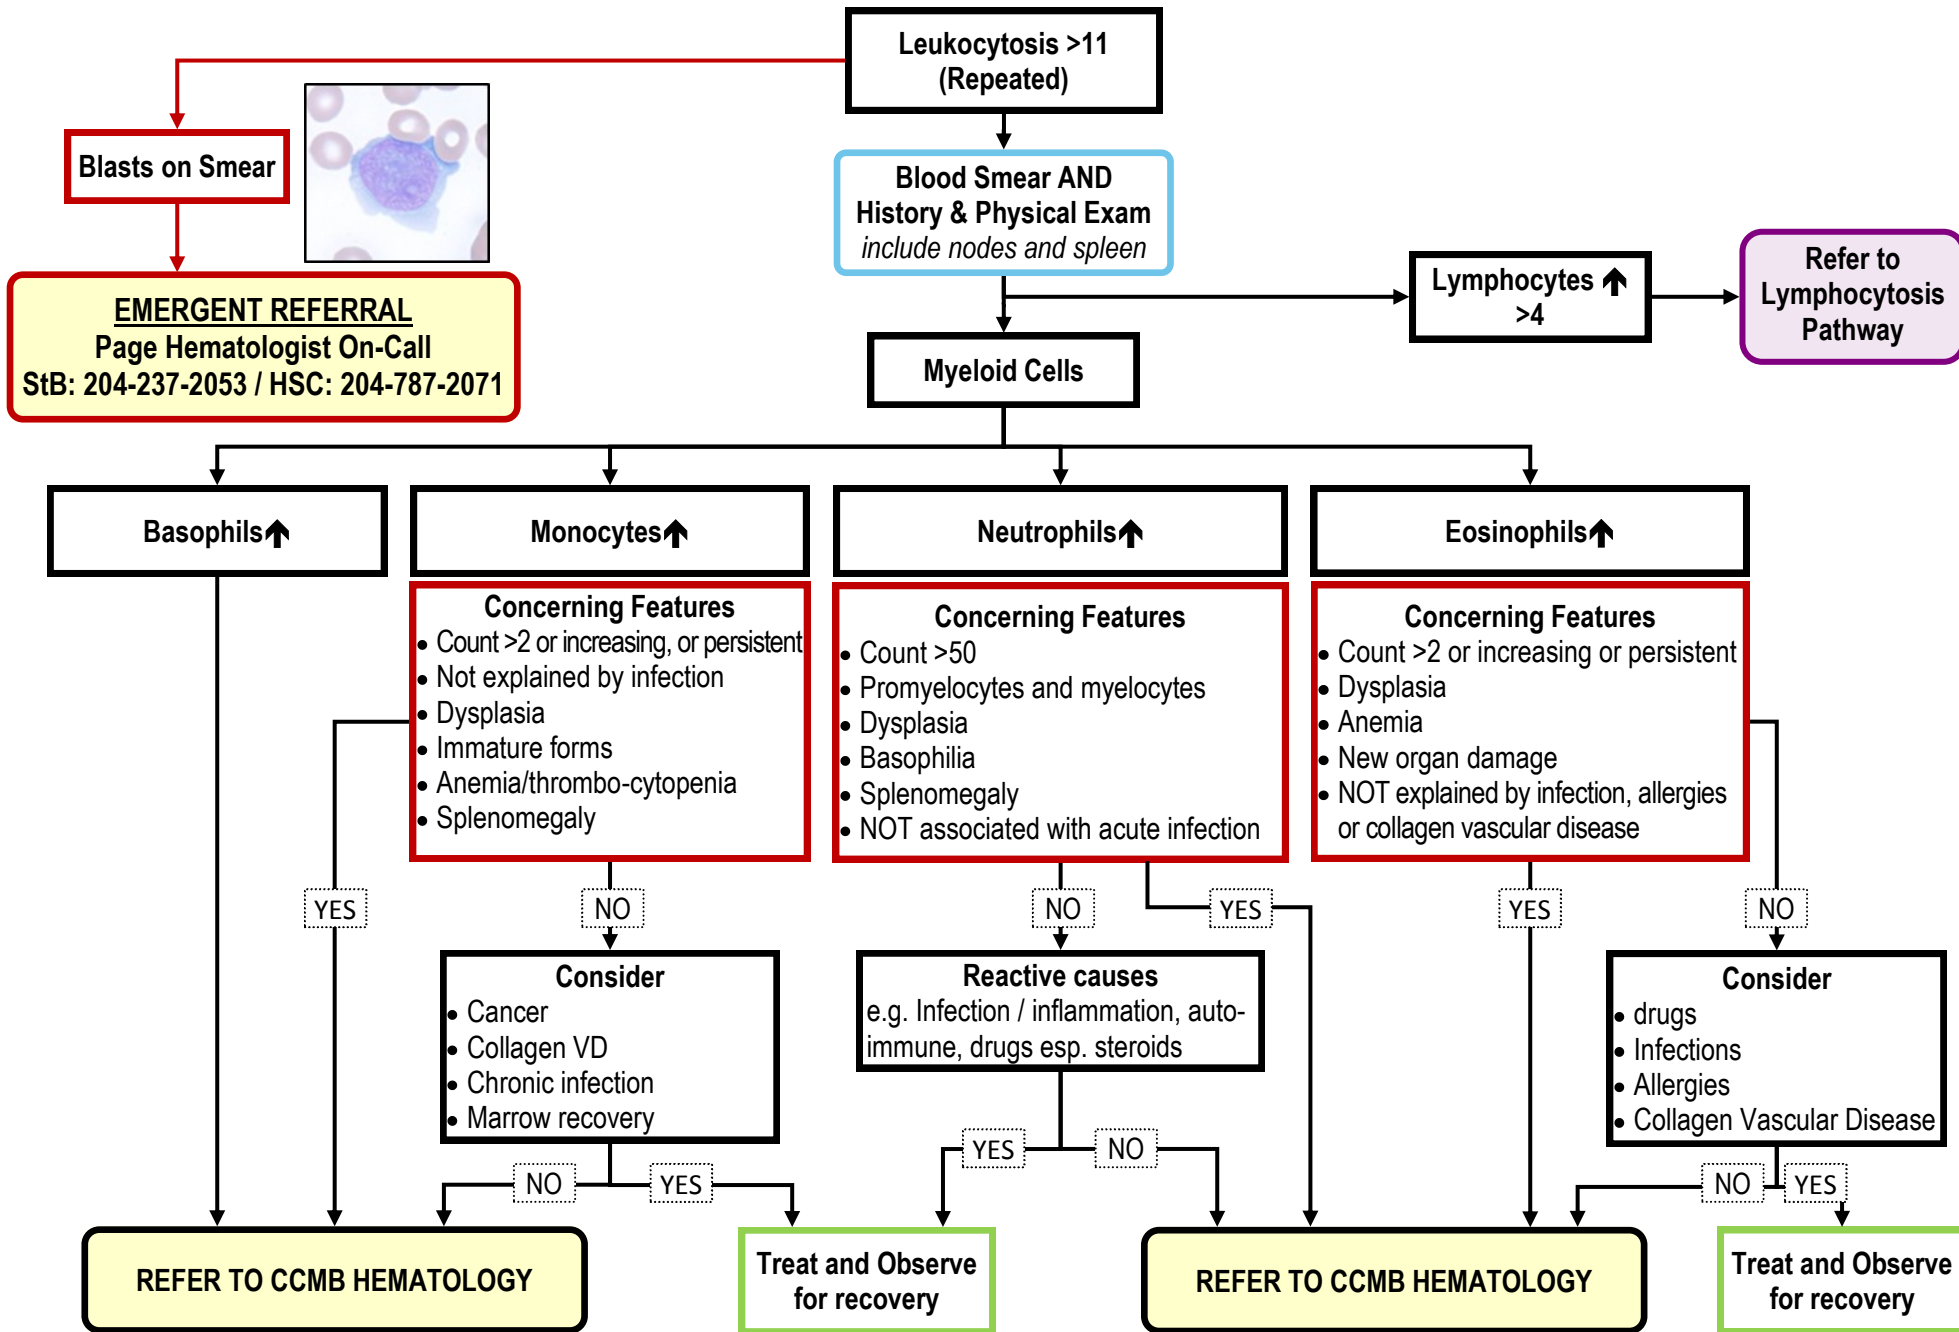 Leukocytosis >11
(Repeated)
Blasts on Smear
Blood Smear AND
History & Physical Exam
include nodes and spleen
EMERGENT REFERRAL
Page Hematologist On-Call
StB: 204-237-2053 / HSC: 204-787-2071
Lymphocytes ↑
>4
Refer to
Lymphocytosis
Pathway
Myeloid Cells
Basophils↑
Monocytes↑
Neutrophils↑
Eosinophils↑
Concerning Features
• Count >2 or increasing, or persistent
• Not explained by infection
• Dysplasia
• Immature forms
• Anemia/thrombo-cytopenia
• Splenomegaly
Concerning Features
• Count >50
• Promyelocytes and myelocytes
• Dysplasia
• Basophilia
• Splenomegaly
• NOT associated with acute infection
Concerning Features
• Count >2 or increasing or persistent
• Dysplasia
• Anemia
• New organ damage
• NOT explained by infection, allergies
or collagen vascular disease
YES
NO
NO
YES
YES
NO
Consider
• Cancer
• Collagen VD
• Chronic infection
• Marrow recovery
Reactive causes
e.g. Infection / inflammation, auto-
immune, drugs esp. steroids
Consider
• drugs
• Infections
• Allergies
• Collagen Vascular Disease
NO
YES
YES
NO
NO
YES
REFER TO CCMB HEMATOLOGY
Treat and Observe
for recovery
REFER TO CCMB HEMATOLOGY
Treat and Observe
for recovery